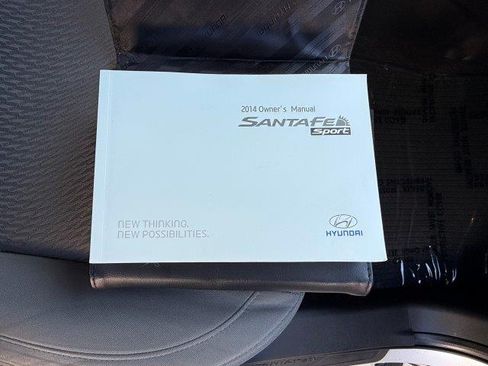 2014 Owner's Manual
SANTAFE
Sport
NEW THINKING.
NEW POSSIBILITIES.
HYUNDAI